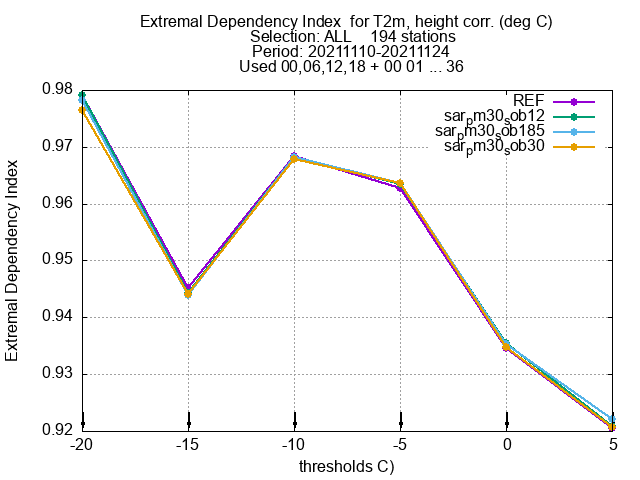 Extremal Dependency Index  for T2m, height corr. (deg C)
Selection: ALL    194 stations
Period: 20211110-20211124
Used 00,06,12,18 + 00 01 ... 36
REF
sarpm30sob12
sarpm30sob185
sarpm30sob30
Extremal Dependency Index
0.98
0.97
0.96
0.95
0.94
0.93
0.92
-20
-15
-10
-5
0
5
thresholds C)